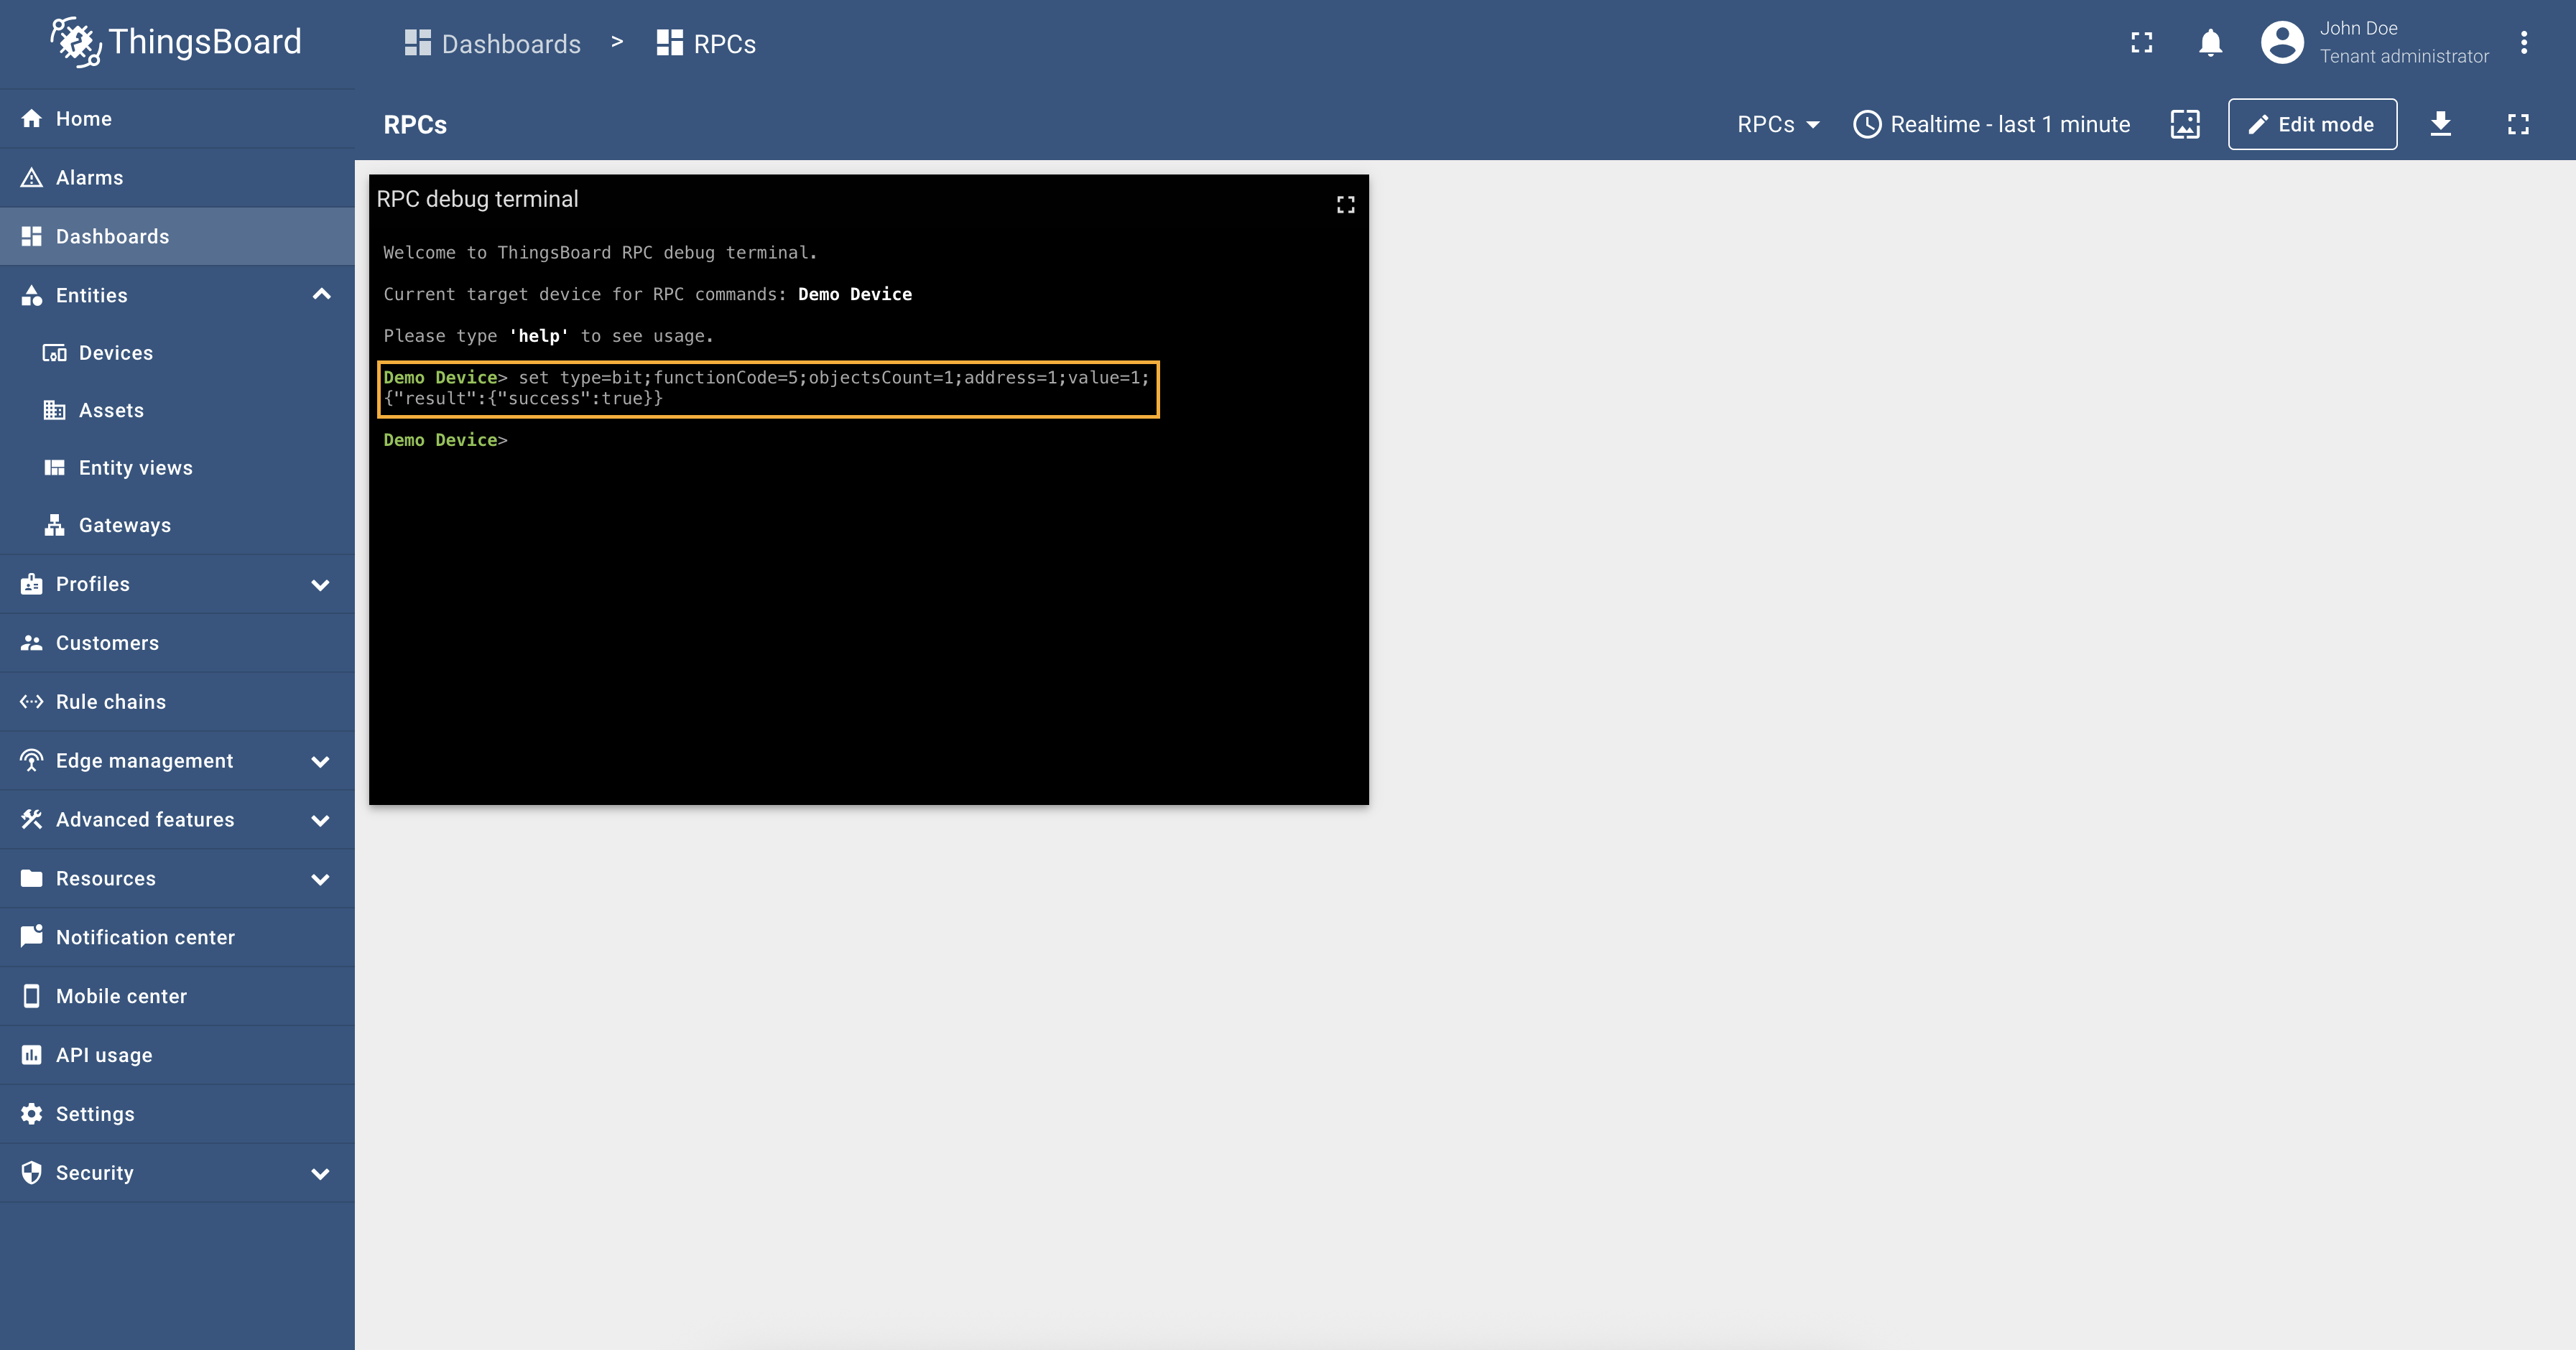 ThingsBoard
Dashboards > RPCs
John Doe
Tenant administrator
RPCs
RPCs
Realtime - last 1 minute
Edit mode
Home
Alarms
Dashboards
Entities
Devices
Assets
Entity views
Gateways
Profiles
Customers
Rule chains
Edge management
Advanced features
Resources
Notification center
Mobile center
API usage
Settings
Security
RPC debug terminal
Welcome to ThingsBoard RPC debug terminal.
Current target device for RPC commands: Demo Device
Please type 'help' to see usage.
Demo Device> set type=bit;functionCode=5;objectsCount=1;address=1;value=1;
{"result":{"success":true}}
Demo Device>